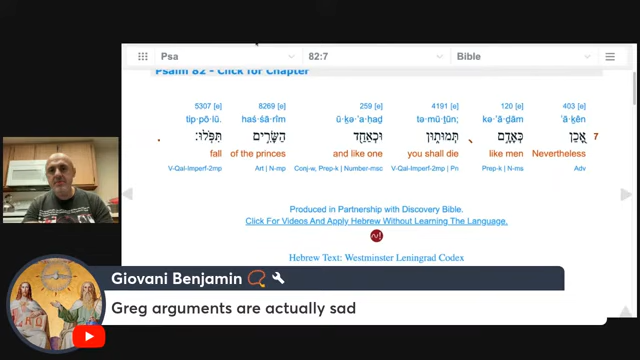 Psa 82:7 Bible
Psalm 82 - Click for Chapter
5307 [e] 8269 [e] 259 [e] 4191 [e] 120 [e] 403 [e]
tip·pō·lū. haś·śā·rîm ū·ḵə·’a·ḥaḏ tə·mū·ṯūn; kə·’ā·ḏām ’ā·ḵên
תִּפֹּֽלוּ׃ הַשָּׂרִ֣ים וּכְאַחַ֖ד תְּמוּת֑וּן כְּאָדָ֣ם אָ֭כֵן 7
. fall of the princes and like one you shall die 、 like men Nevertheless
V-Qal-Imperf-2mp Art | N-mp Conj-w, Prep-k | Number-msc V-Qal-Imperf-2mp | Pn Prep-k | N-ms Adv
Produced in Partnership with Discovery Bible.
Click For Videos And Apply Hebrew Without Learning The Language.
Hebrew Text: Westminster Leningrad Codex
Giovani Benjamin
Greg arguments are actually sad